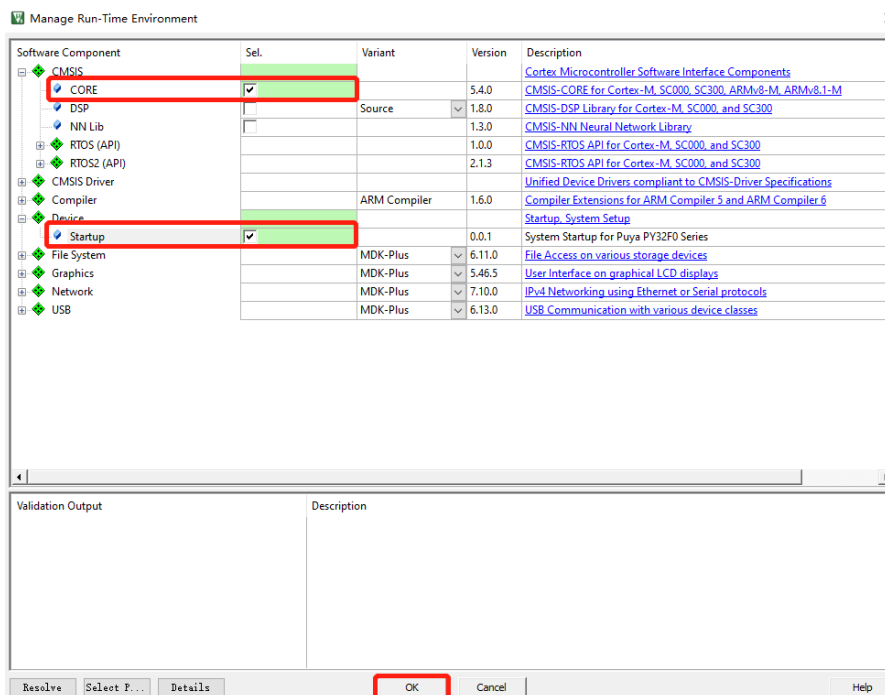 Manage Run-Time Environment
Software Component Sel. Variant Version Description
CMSIS Cortex Microcontroller Software Interface Components
CORE 5.4.0 CMSIS-CORE for Cortex-M, SC000, SC300, ARMv8-M, ARMv8.1-M
DSP Source 1.8.0 CMSIS-DSP Library for Cortex-M, SC000, and SC300
NN Lib 1.3.0 CMSIS-NN Neural Network Library
RTOS (API) 1.0.0 CMSIS-RTOS API for Cortex-M, SC000, and SC300
RTOS2 (API) 2.1.3 CMSIS-RTOS API for Cortex-M, SC000, and SC300
CMSIS Driver Unified Device Drivers compliant to CMSIS-Driver Specifications
Compiler ARM Compiler 1.6.0 Compiler Extensions for ARM Compiler 5 and ARM Compiler 6
Device Startup, System Setup
Startup 0.0.1 System Startup for Puya PY32F0 Series
File System MDK-Plus 6.11.0 File Access on various storage devices
Graphics MDK-Plus 5.46.5 User Interface on graphical LCD displays
Network MDK-Plus 7.10.0 IPv4 Networking using Ethernet or Serial protocols
USB MDK-Plus 6.13.0 USB Communication with various device classes
Validation Output Description
Resolve Select P... Details OK Cancel Help